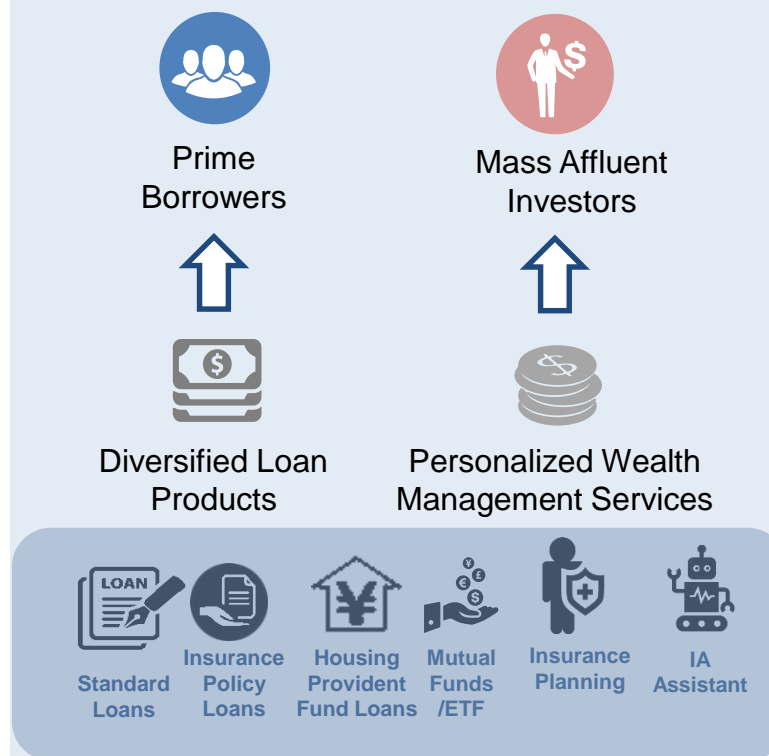 $
Prime
Borrowers
Mass Affluent
Investors
$
$
Diversified Loan
Products
Personalized Wealth
Management Services
LOAN
¥
¥
€
£
$
Standard
Loans
Insurance
Policy
Loans
Housing
Provident
Fund Loans
Mutual
Funds
/ETF
Insurance
Planning
IA
Assistant